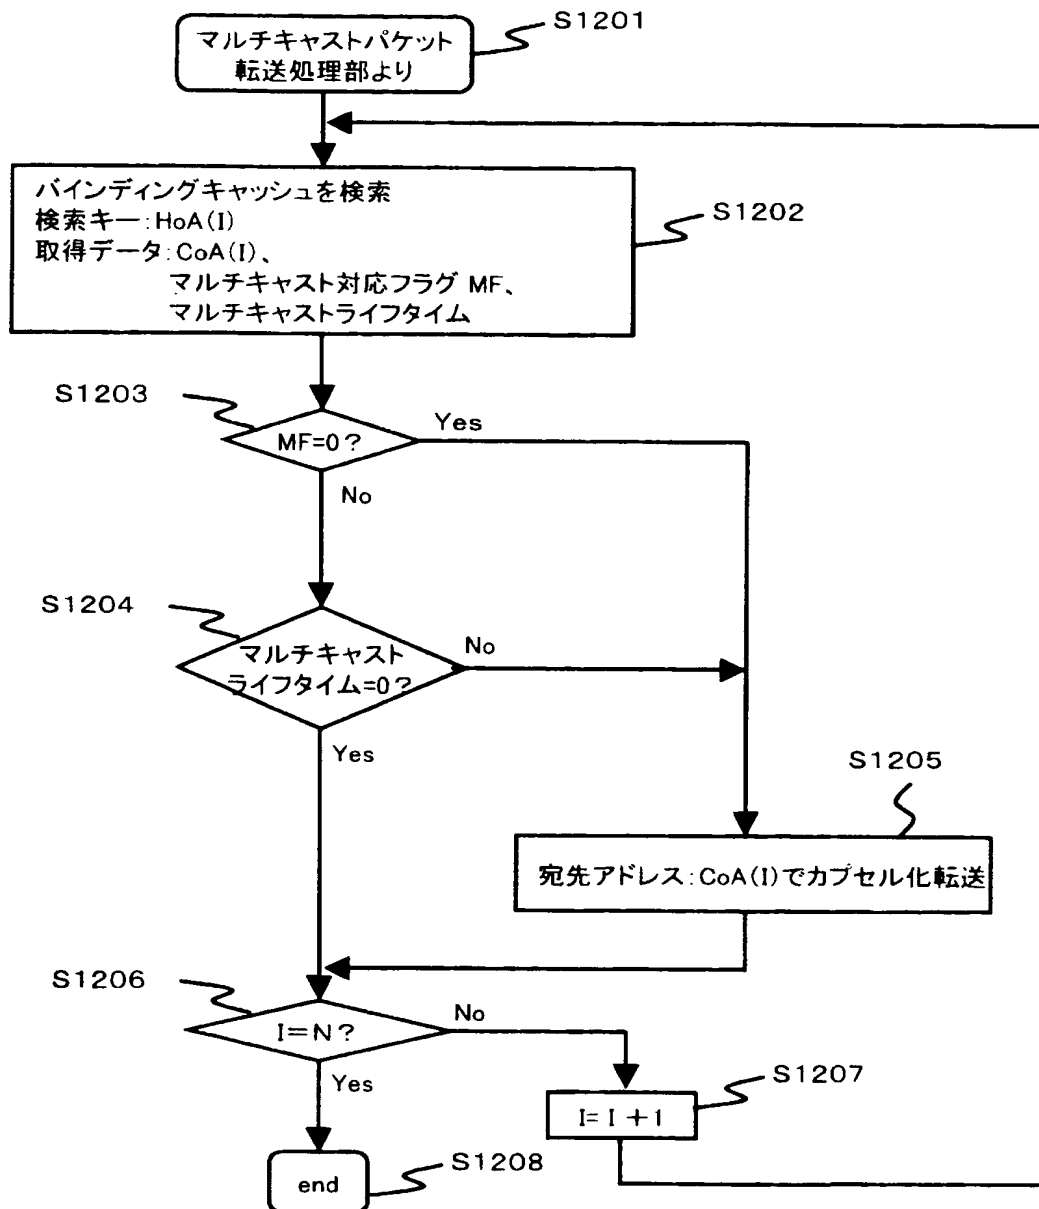 S1201
マルチキャストパケット
転送処理部より
バインディングキャッシュを検索
検索キー:HoA(I)
取得データ:CoA(I)、
マルチキャスト対応フラグ MF、
マルチキャストライフタイム
S1202
S1203
MF=0?
Yes
No
S1204
マルチキャスト
ライフタイム=0?
No
Yes
S1205
宛先アドレス:CoA(I)でカプセル化転送
S1206
I=N?
No
Yes
S1207
I= I +1
end
S1208